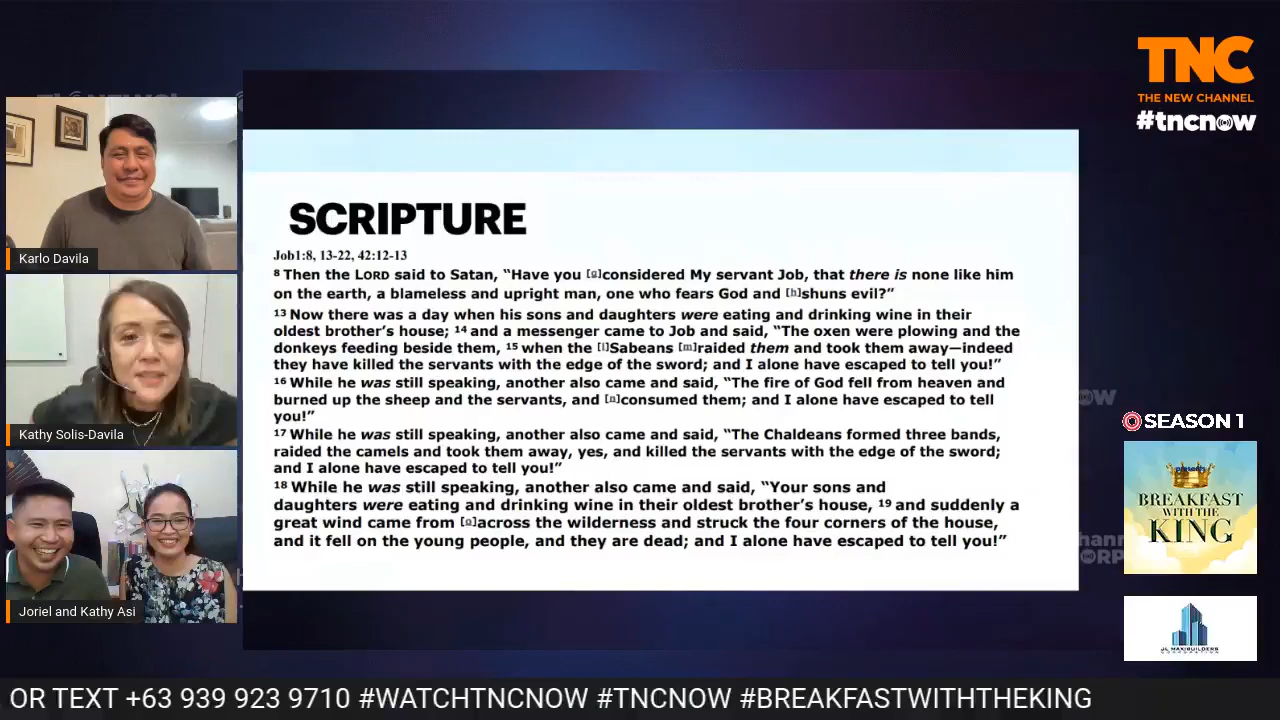 TNC
THE NEW CHANNEL
#tncnow
Karlo Davila
Kathy Solis-Davila
Joriel and Kathy Asi
SCRIPTURE
Job1:8, 13-22, 42:12-13
8 Then the LORD said to Satan, “Have you [g]considered My servant Job, that there is none like him
on the earth, a blameless and upright man, one who fears God and [h]shuns evil?”
13 Now there was a day when his sons and daughters were eating and drinking wine in their
oldest brother’s house; 14 and a messenger came to Job and said, “The oxen were plowing and the
donkeys feeding beside them, 15 when the [l]Sabeans [m]raided them and took them away—indeed
they have killed the servants with the edge of the sword; and I alone have escaped to tell you!”
16 While he was still speaking, another also came and said, “The fire of God fell from heaven and
burned up the sheep and the servants, and [n]consumed them; and I alone have escaped to tell
you!”
17 While he was still speaking, another also came and said, “The Chaldeans formed three bands,
raided the camels and took them away, yes, and killed the servants with the edge of the sword;
and I alone have escaped to tell you!”
18 While he was still speaking, another also came and said, “Your sons and
daughters were eating and drinking wine in their oldest brother’s house, 19 and suddenly a
great wind came from [o]across the wilderness and struck the four corners of the house,
and it fell on the young people, and they are dead; and I alone have escaped to tell you!”
SEASON 1
presents
BREAKFAST
WITH THE
KING
JL MAXIBUILDERS
CORPORATION
OR TEXT +63 939 923 9710 #WATCHTNCNOW #TNCNOW #BREAKFASTWITHTHEKING